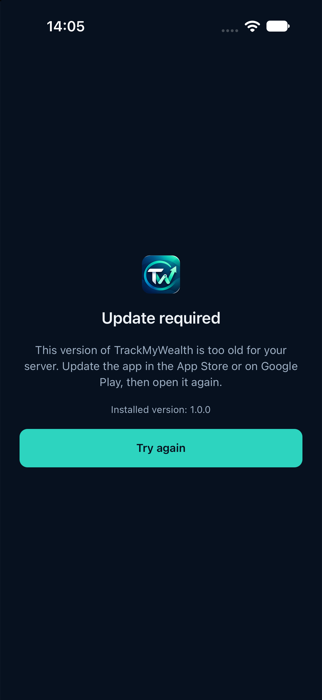 14:05
TW
Update required
This version of TrackMyWealth is too old for your
server. Update the app in the App Store or on Google
Play, then open it again.
Installed version: 1.0.0
Try again